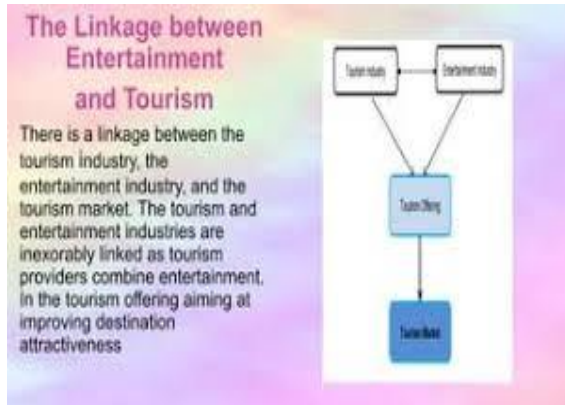 The Linkage between
Entertainment
and Tourism
There is a linkage between the
tourism industry, the
entertainment industry, and the
tourism market. The tourism and
entertainment industries are
inexorably linked as tourism
providers combine entertainment.
In the tourism offering aiming at
improving destination
attractiveness
Tourism Industry
Entertainment Industry
Tourism Offering
Tourism Market